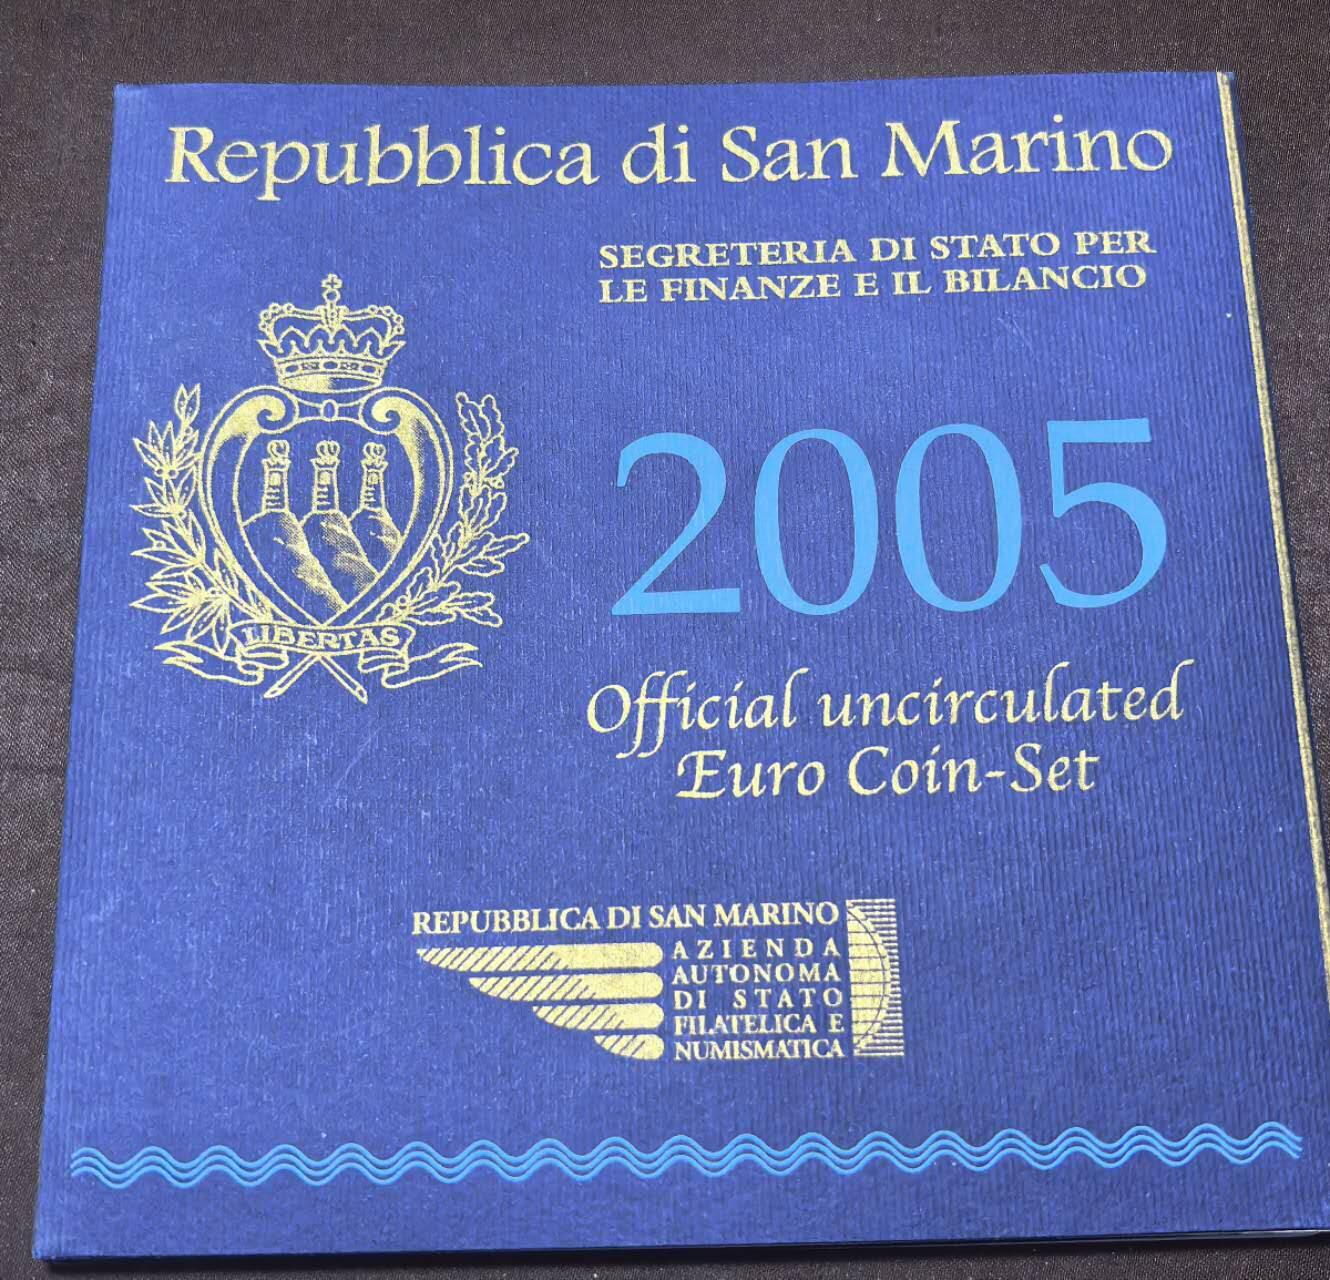 Repubblica di San Marino
SEGRETERIA DI STATO PER
LE FINANZE E IL BILANCIO
LIBERTAS
2005
Official uncirculated
Euro Coin-Set
REPUBBLICA DI SAN MARINO
AZIENDA
AUTONOMA
DI STATO
FILATELICA E
NUMISMATICA